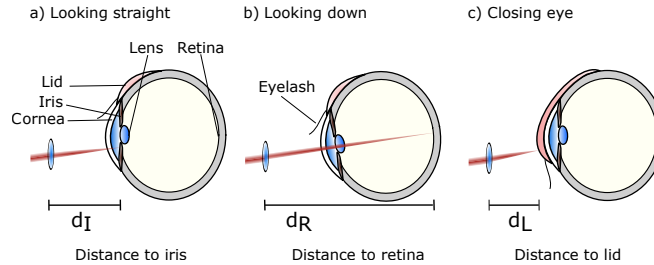 a) Looking straight
b) Looking down
c) Closing eye
Lens
Retina
Lid
Iris
Cornea
Eyelash
dI
dR
dL
Distance to iris
Distance to retina
Distance to lid